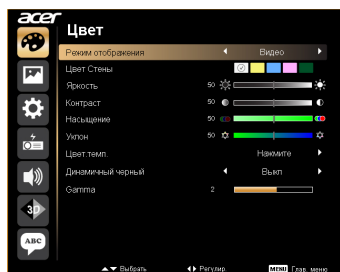 acer
Цвет
Режим отображения Видео
Цвет Стены
Яркость 50
Контраст 50
Насыщение 50
Уклон 50
Цвет.темп. Нажмите
Динамичный черный Выкл
Gamma 2
3D
ABC
Выбрать Регулир. MENU Глав. меню